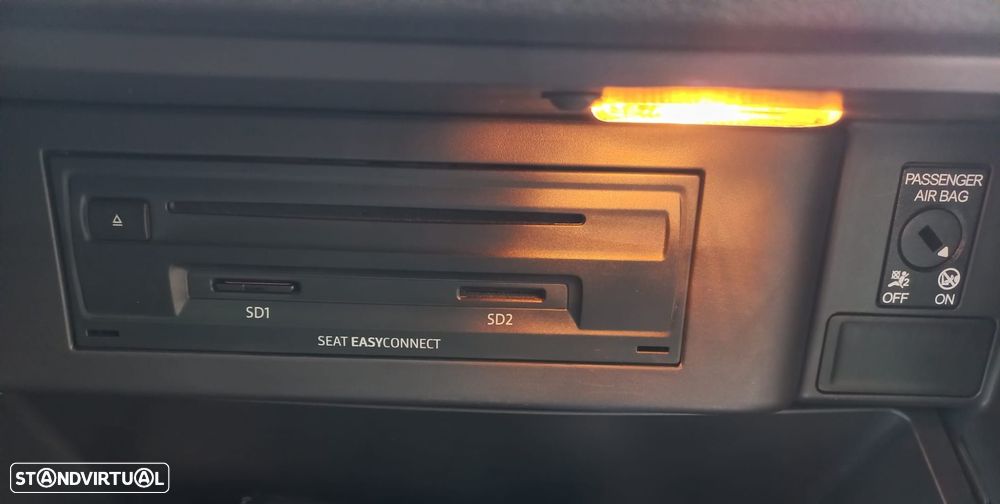 PASSENGER
AIR BAG
OFF ON
SD1 SD2
SEAT EASYCONNECT
STANDVIRTUAL